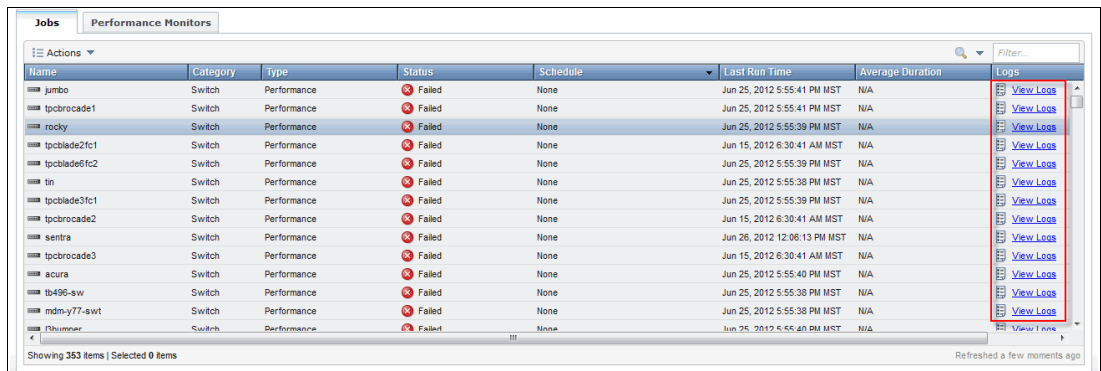 Jobs Performance Monitors
Actions Filter...
Name Category Type Status Schedule Last Run Time Average Duration Logs
jumbo Switch Performance Failed None Jun 25, 2012 5:55:41 PM MST N/A View Logs
tpcbrocade1 Switch Performance Failed None Jun 25, 2012 5:55:41 PM MST N/A View Logs
rocky Switch Performance Failed None Jun 25, 2012 5:55:39 PM MST N/A View Logs
tpcblade2fc1 Switch Performance Failed None Jun 15, 2012 6:30:41 AM MST N/A View Logs
tpcblade6fc2 Switch Performance Failed None Jun 25, 2012 5:55:39 PM MST N/A View Logs
tin Switch Performance Failed None Jun 25, 2012 5:55:38 PM MST N/A View Logs
tpcblade3fc1 Switch Performance Failed None Jun 25, 2012 5:55:39 PM MST N/A View Logs
tpcbrocade2 Switch Performance Failed None Jun 15, 2012 6:30:41 AM MST N/A View Logs
sentra Switch Performance Failed None Jun 26, 2012 12:06:13 PM MST N/A View Logs
tpcbrocade3 Switch Performance Failed None Jun 15, 2012 6:30:41 AM MST N/A View Logs
acura Switch Performance Failed None Jun 25, 2012 5:55:40 PM MST N/A View Logs
tb496-sw Switch Performance Failed None Jun 25, 2012 5:55:38 PM MST N/A View Logs
mdm-y77-swt Switch Performance Failed None Jun 25, 2012 5:55:38 PM MST N/A View Logs
l3bumper Switch Performance Failed None Jun 25, 2012 5:55:40 PM MST N/A View Logs
Showing 353 items | Selected 0 items Refreshed a few moments ago